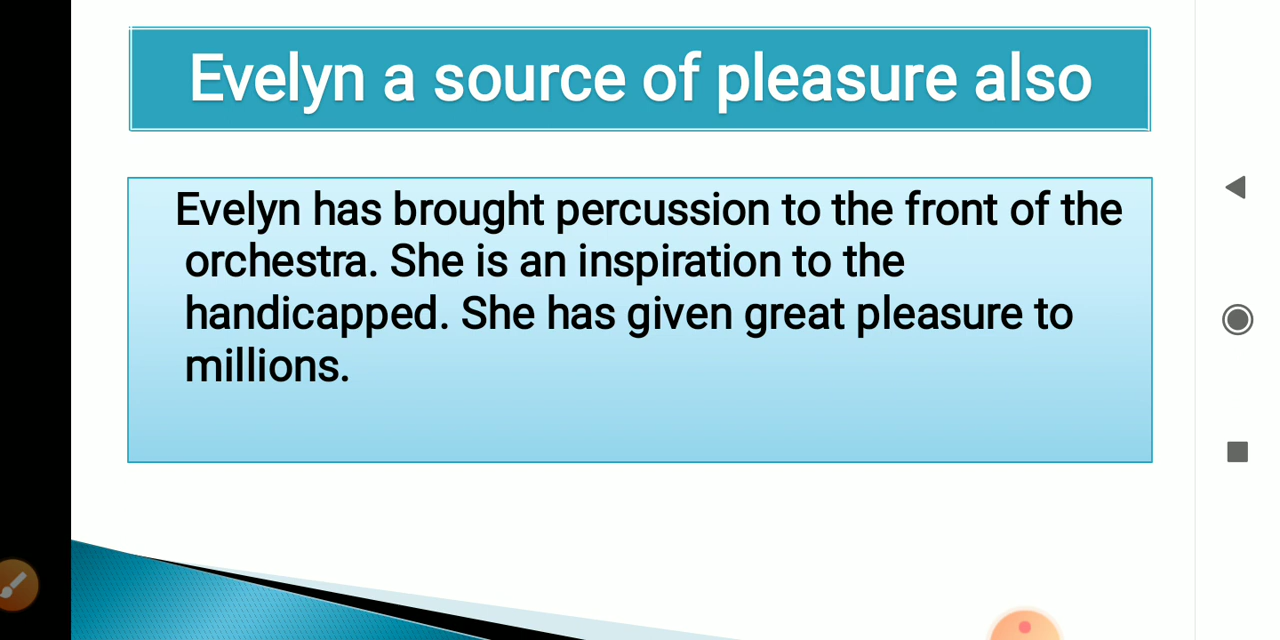 Evelyn a source of pleasure also
Evelyn has brought percussion to the front of the
orchestra. She is an inspiration to the
handicapped. She has given great pleasure to
millions.